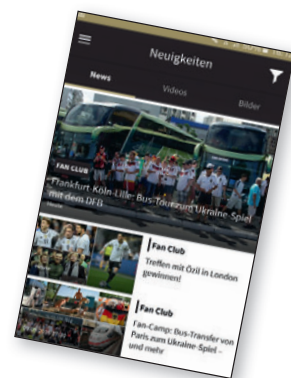 Neuigkeiten
News
Videos
Bilder
FAN CLUB
Frankfurt-Köln-Lille: Bus-Tour zum Ukraine-Spiel
mit dem DFB
Fan Club
Treffen mit Özil in London
gewinnen!
Fan Club
Fan-Camp: Bus-Transfer von
Paris zum Ukraine-Spiel –
und mehr